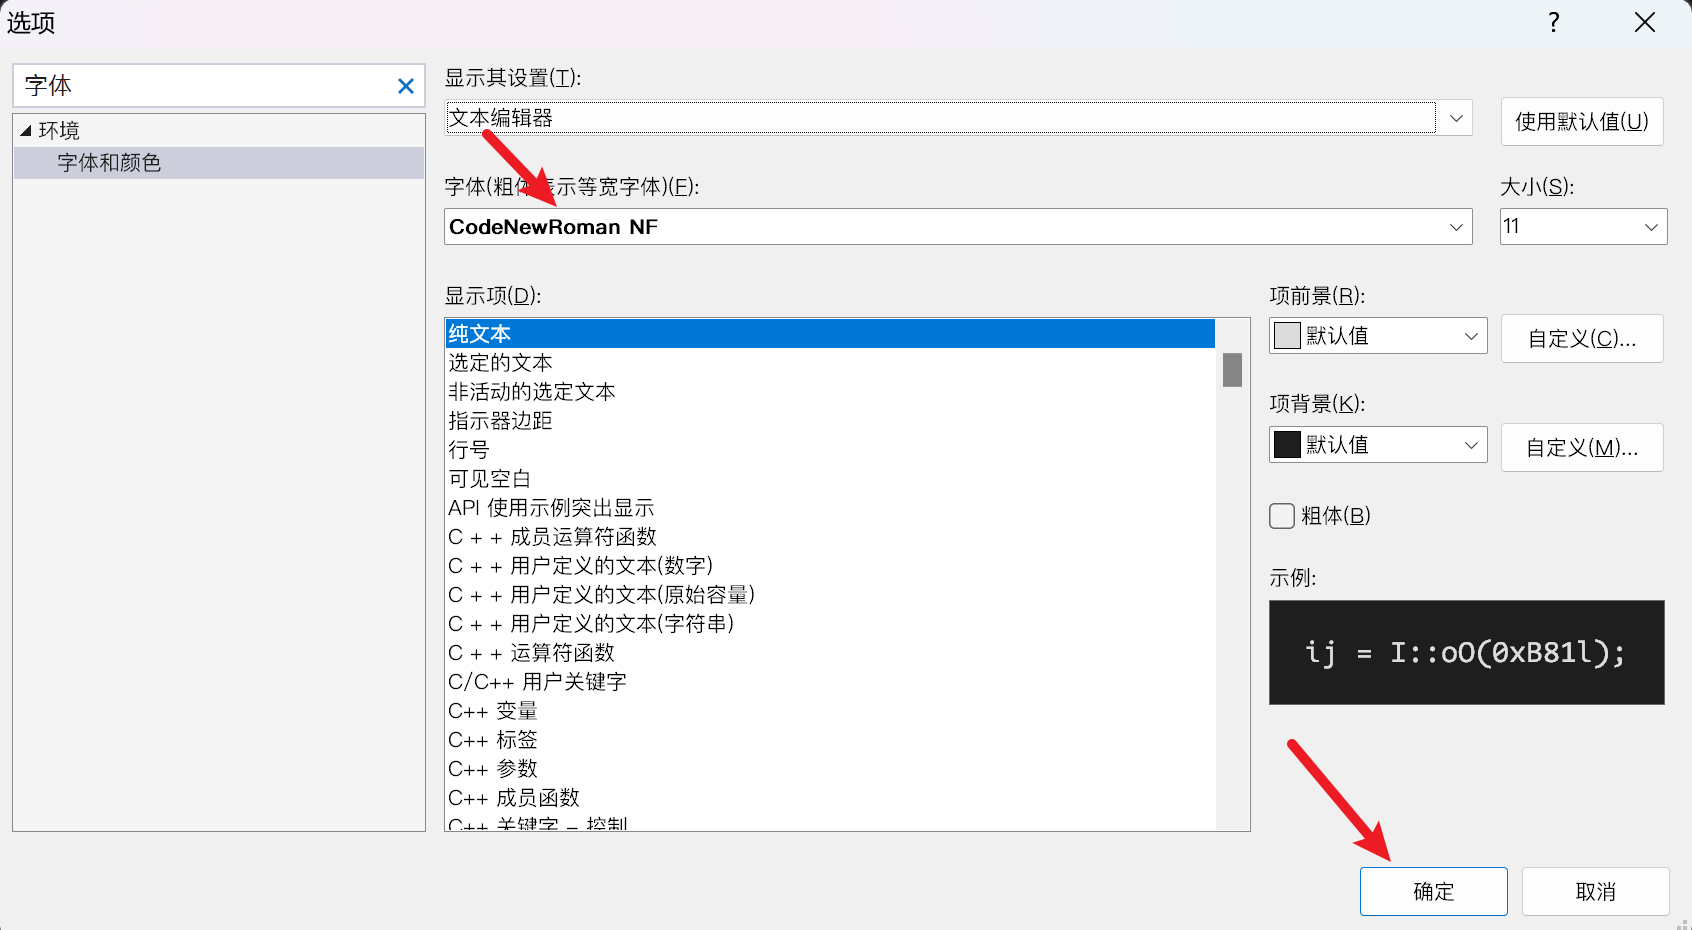 选项
?
字体
环境
字体和颜色
显示其设置(T):
文本编辑器
使用默认值(U)
字体(粗体表示等宽字体)(F):
大小(S):
CodeNewRoman NF
11
显示项(D):
纯文本
选定的文本
非活动的选定文本
指示器边距
行号
可见空白
API 使用示例突出显示
C + + 成员运算符函数
C + + 用户定义的文本(数字)
C + + 用户定义的文本(原始容量)
C + + 用户定义的文本(字符串)
C + + 运算符函数
C/C++ 用户关键字
C++ 变量
C++ 标签
C++ 参数
C++ 成员函数
C++ 关键字 - 控制
项前景(R):
默认值
自定义(C)...
项背景(K):
默认值
自定义(M)...
粗体(B)
示例:
ij = I::oO(0xB81l);
确定
取消